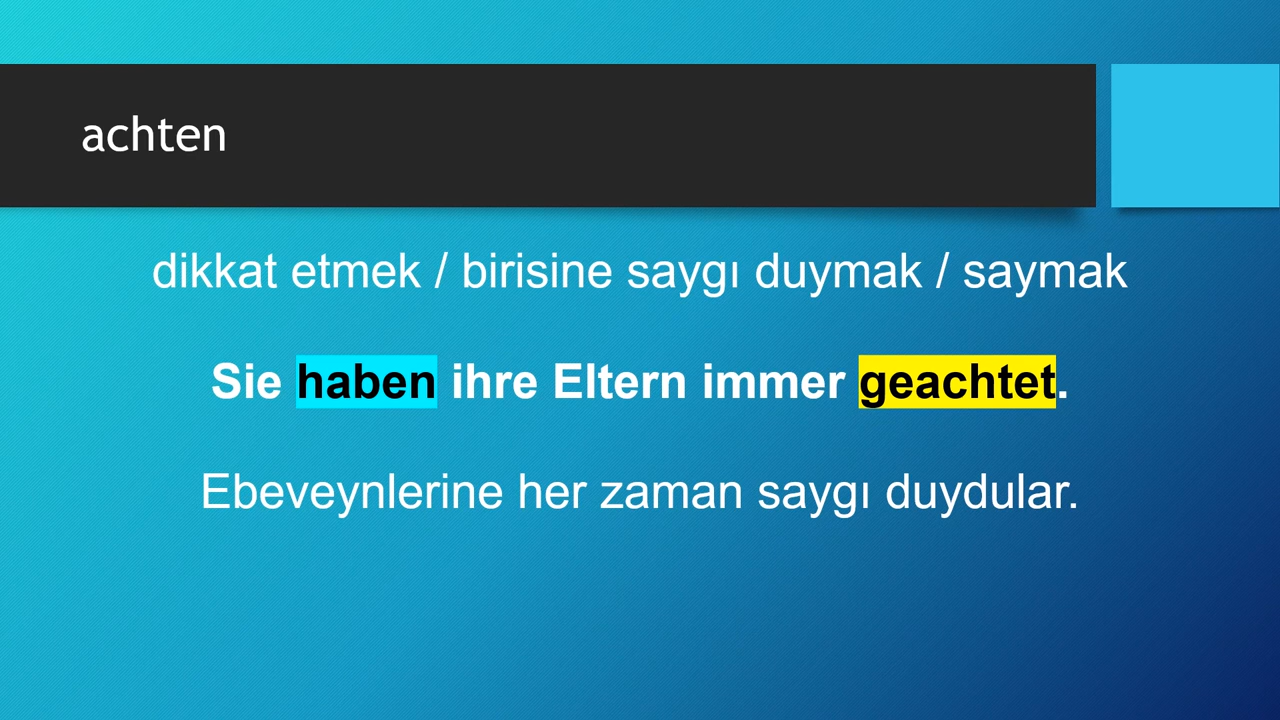 achten
dikkat etmek / birisine saygı duymak / saymak
Sie haben ihre Eltern immer geachtet.
Ebeveynlerine her zaman saygı duydular.